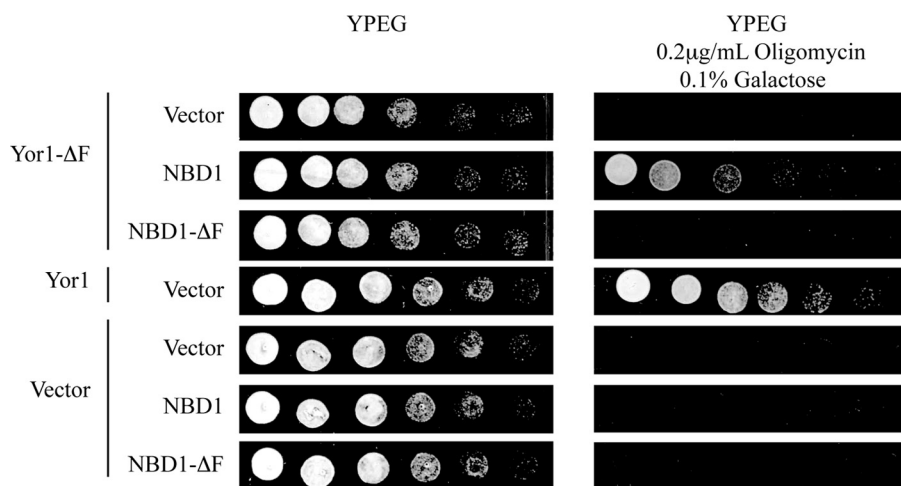 YPEG
YPEG
0.2μg/mL Oligomycin
0.1% Galactose
Yor1-ΔF
Vector
NBD1
NBD1-ΔF
Yor1
Vector
Vector
Vector
NBD1
NBD1-ΔF